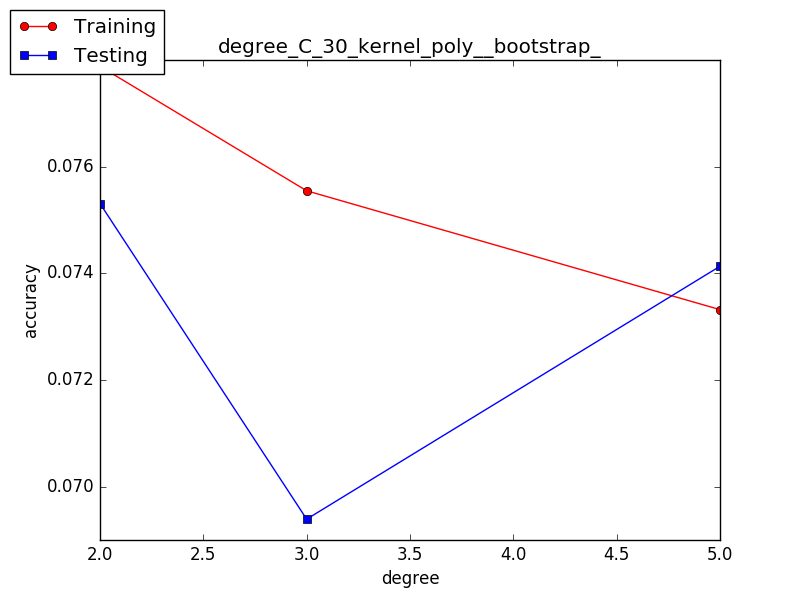 Training
Testing
degree_C_30_kernel_poly__bootstrap_
0.076
0.074
0.072
0.070
accuracy
2.0 2.5 3.0 3.5 4.0 4.5 5.0
degree